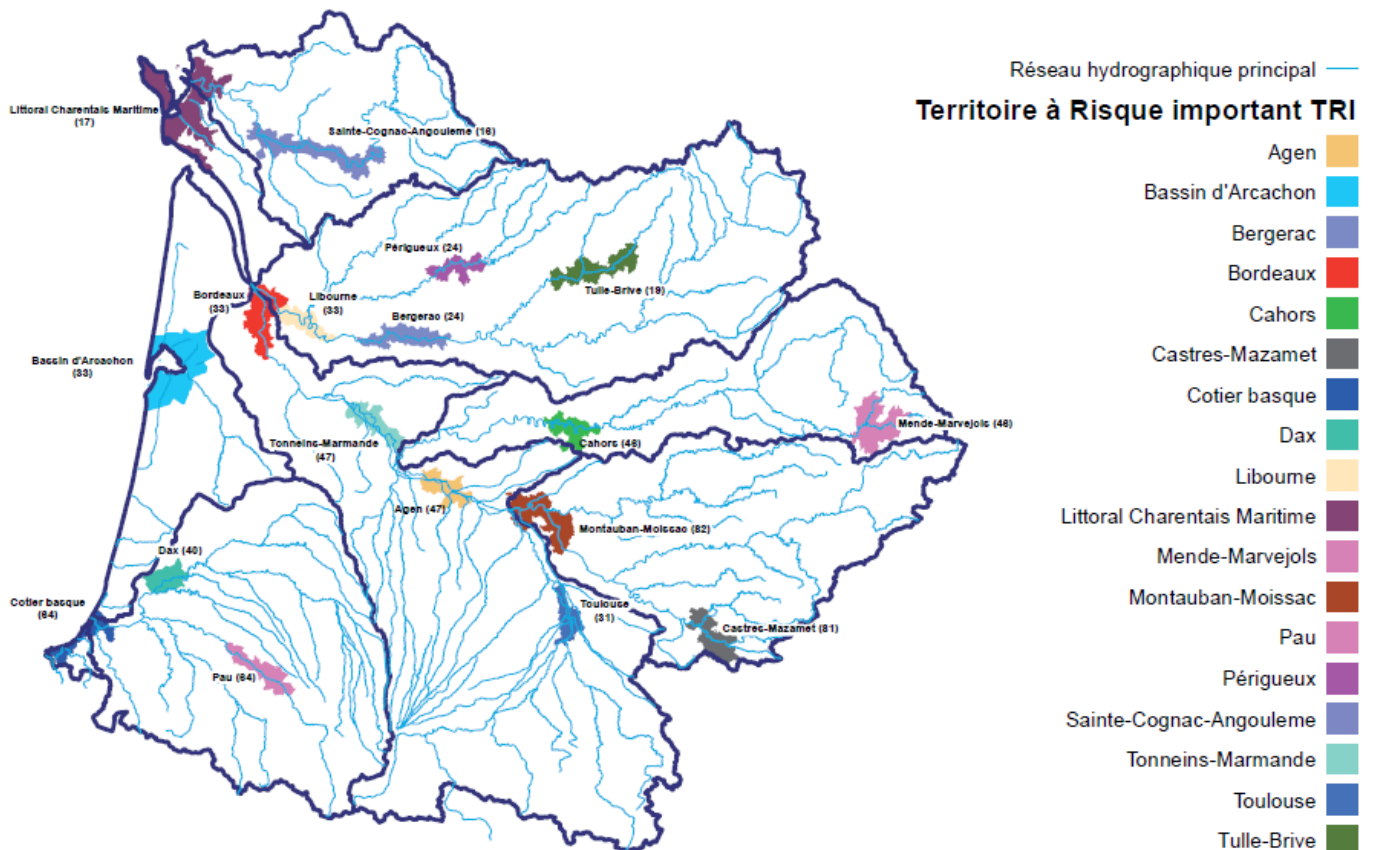 Littoral Charentais Maritime
(17)
Sainte-Cognac-Angouleme (16)
Périgueux (24)
Tulle-Brive (19)
Bordeaux
(33)
Libourne
(33)
Bergerac (24)
Bassin d'Arcachon
(33)
Tonneins-Marmande
(47)
Cahors (46)
Mende-Marvejols (46)
Agen (47)
Montauban-Moissac (82)
Dax (40)
Cotier basque
(64)
Toulouse
(31)
Castres-Mazamet (81)
Pau (64)
Réseau hydrographique principal
Territoire à Risque important TRI
Agen
Bassin d'Arcachon
Bergerac
Bordeaux
Cahors
Castres-Mazamet
Cotier basque
Dax
Libourne
Littoral Charentais Maritime
Mende-Marvejols
Montauban-Moissac
Pau
Périgueux
Sainte-Cognac-Angouleme
Tonneins-Marmande
Toulouse
Tulle-Brive